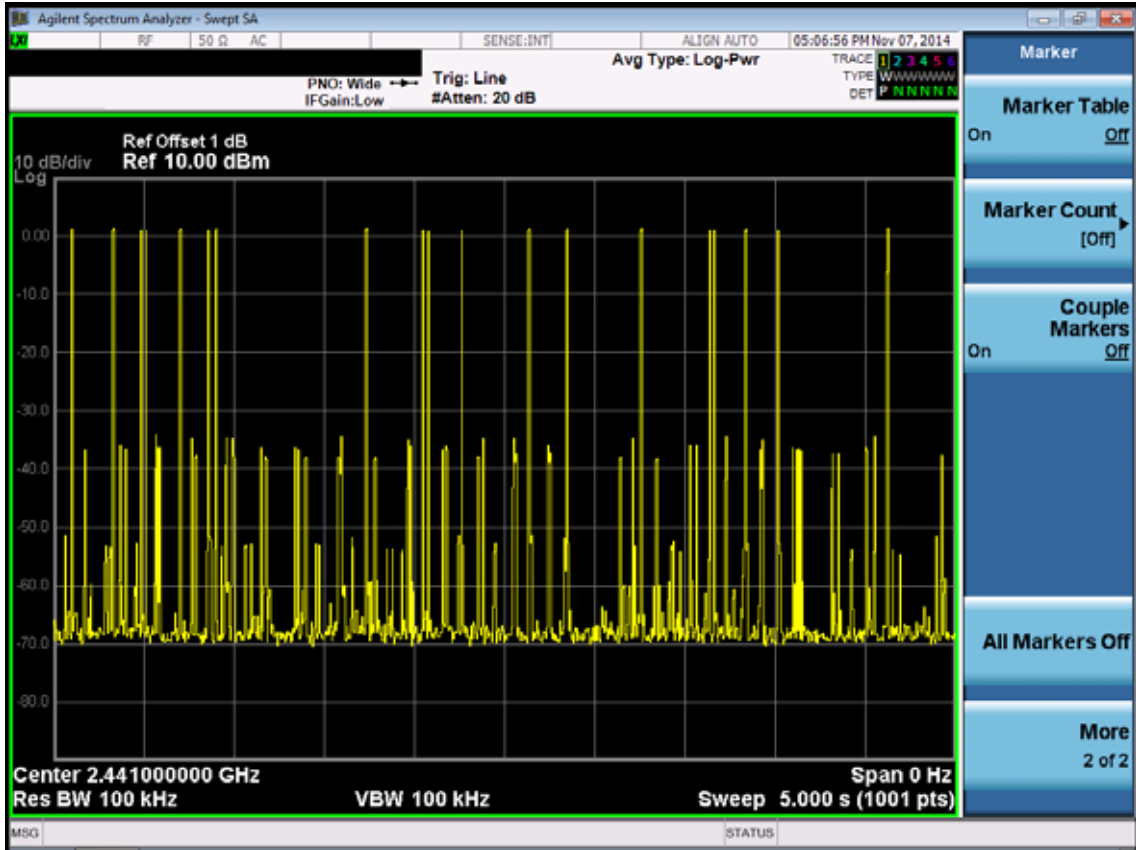 Agilent Spectrum Analyzer - Swept SA
LXI RF 50 Ω AC SENSE:INT ALIGN AUTO 05:06:56 PM Nov 07, 2014
Avg Type: Log-Pwr
TRACE 1 2 3 4 5 6
TYPE WWWWWW
DET P N N N N N
PNO: Wide
IFGain:Low
Trig: Line
#Atten: 20 dB
Ref Offset 1 dB
10 dB/div Ref 10.00 dBm
Log
0.00
-10.0
-20.0
-30.0
-40.0
-50.0
-60.0
-70.0
-80.0
Center 2.441000000 GHz Span 0 Hz
Res BW 100 kHz VBW 100 kHz Sweep 5.000 s (1001 pts)
MSG STATUS
Marker
Marker Table
On Off
Marker Count
[Off]
Couple
Markers
On Off
All Markers Off
More
2 of 2